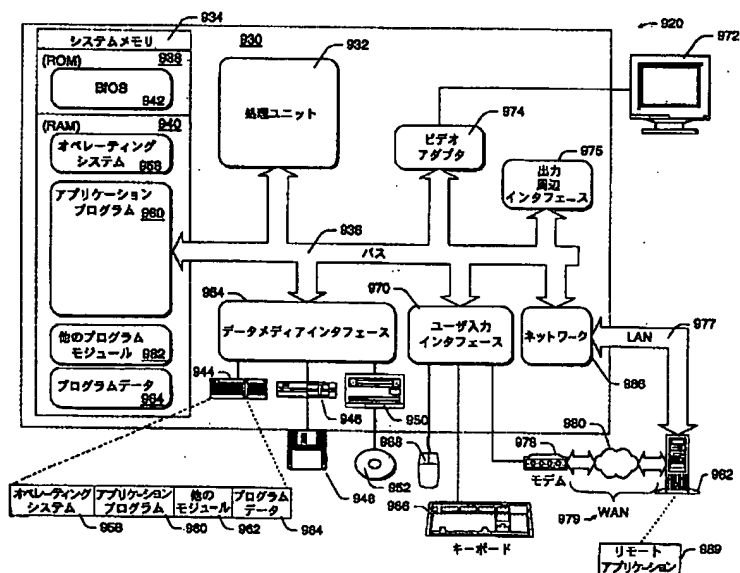 934
システムメモリ
(ROM) 938
BIOS
942
(RAM) 940
オペレーティング
システム 958
アプリケーション
プログラム 960
他のプログラム
モジュール 962
プログラムデータ
964
930
932
処理ユニット
920
972
974
ビデオ
アダプタ
975
出力
周辺
インタフェース
936
バス
954
データメディアインタフェース
970
ユーザ入力
インタフェース
ネットワーク
986
977
LAN
944
946
950
948
952
968
966
キーボード
978
モデム
980
WAN
979
982
オペレーティング
システム
アプリケーション
プログラム
他の
モジュール
プログラム
データ
958
960
962
964
リモート
アプリケーション
989